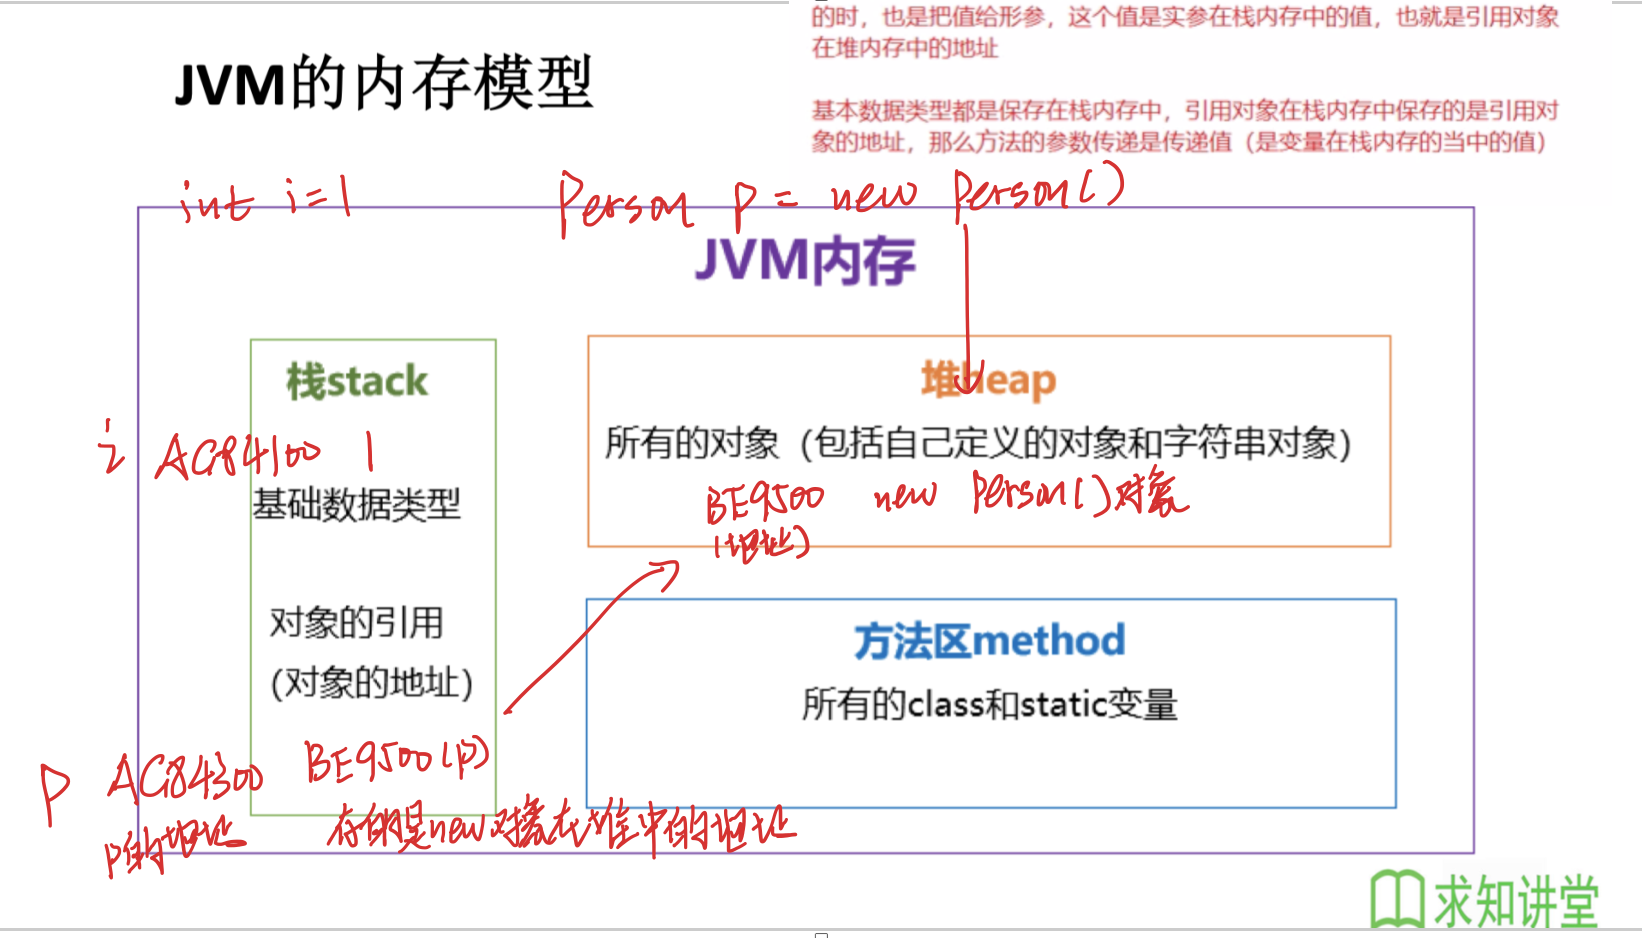 的时，也是把值给形参，这个值是实参在栈内存中的值，也就是引用对象
在堆内存中的地址
JVM的内存模型
基本数据类型都是保存在栈内存中，引用对象在栈内存中保存的是引用对
象的地址，那么方法的参数传递是传递值（是变量在栈内存的当中的值）
int i=1
Person p = new Person()
JVM内存
栈stack
堆heap
i AC84100 1
所有的对象（包括自己定义的对象和字符串对象）
基础数据类型
BE9500 new Person()对象
(地址)
对象的引用
(对象的地址)
方法区method
所有的class和static变量
p AC84300 BE9500(p)
p的地址
存的是new对象在堆中的地址
求知讲堂